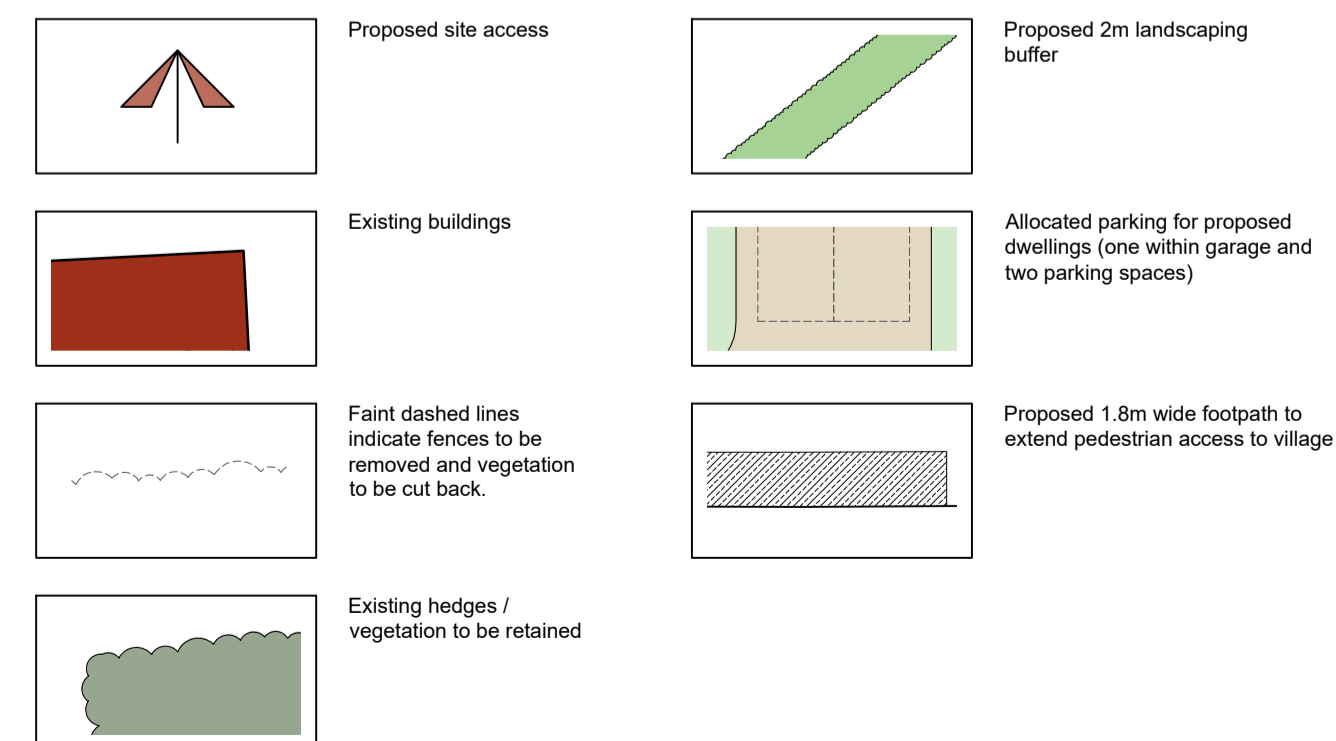 Proposed site access
Existing buildings
Faint dashed lines
indicate fences to be
removed and vegetation
to be cut back.
Existing hedges /
vegetation to be retained
Proposed 2m landscaping
buffer
Allocated parking for proposed
dwellings (one within garage and
two parking spaces)
Proposed 1.8m wide footpath to
extend pedestrian access to village